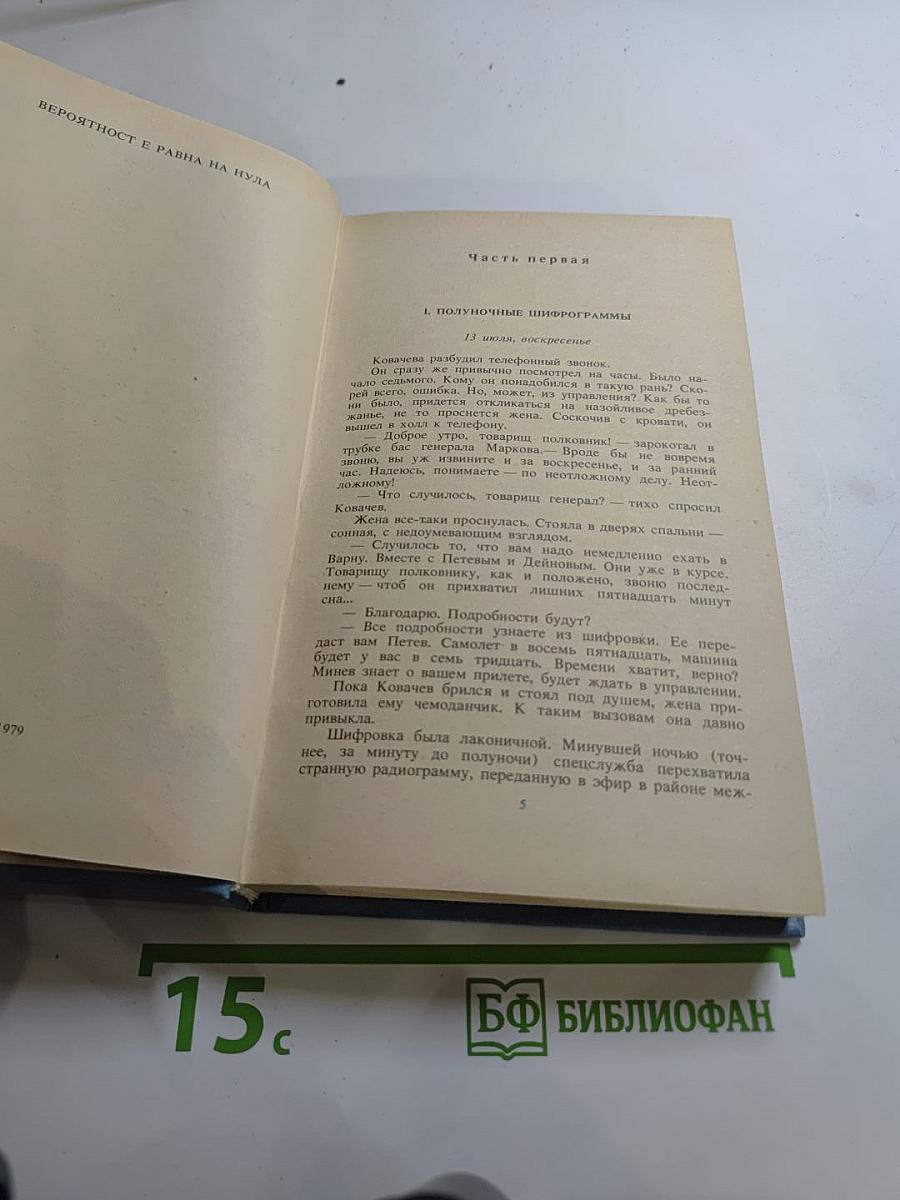 ВЕРОЯТНОСТ Е РАВНА НА НУЛА
1979
Часть первая
I. ПОЛУНОЧНЫЕ ШИФРОГРАММЫ
13 июля, воскресенье
Ковачева разбудил телефонный звонок.
Он сразу же привычно посмотрел на часы. Было на-
чало седьмого. Кому он понадобился в такую рань? Ско-
рей всего, ошибка. Но, может, из управления? Как бы то
ни было, придется откликаться на назойливое дребез-
жанье, не то проснется жена. Соскочив с кровати, он
вышел в холл к телефону.
— Доброе утро, товарищ полковник! — зарокотал в
трубке бас генерала Маркова.— Вроде бы не вовремя
звоню, вы уж извините и за воскресенье, и за ранний
час. Надеюсь, понимаете — по неотложному делу. Неот-
ложному!
— Что случилось, товарищ генерал? — тихо спросил
Ковачев.
Жена все-таки проснулась. Стояла в дверях спальни —
сонная, с недоумевающим взглядом.
— Случилось то, что вам надо немедленно ехать в
Варну. Вместе с Петевым и Дейновым. Они уже в курсе.
Товарищу полковнику, как и положено, звоню послед-
нему — чтоб он прихватил лишних пятнадцать минут
сна...
— Благодарю. Подробности будут?
— Все подробности узнаете из шифровки. Ее пере-
даст вам Петев. Самолет в восемь пятнадцать, машина
будет у вас в семь тридцать. Времени хватит, верно?
Минев знает о вашем прилете, будет ждать в управлении.
Пока Ковачев брился и стоял под душем, жена при-
готовила ему чемоданчик. К таким вызовам она давно
привыкла.
Шифровка была лаконичной. Минувшей ночью (точ-
нее, за минуту до полуночи) спецслужба перехватила
странную радиограмму, переданную в эфир в районе меж-
5
15 с
БФ БИБЛИОФАН